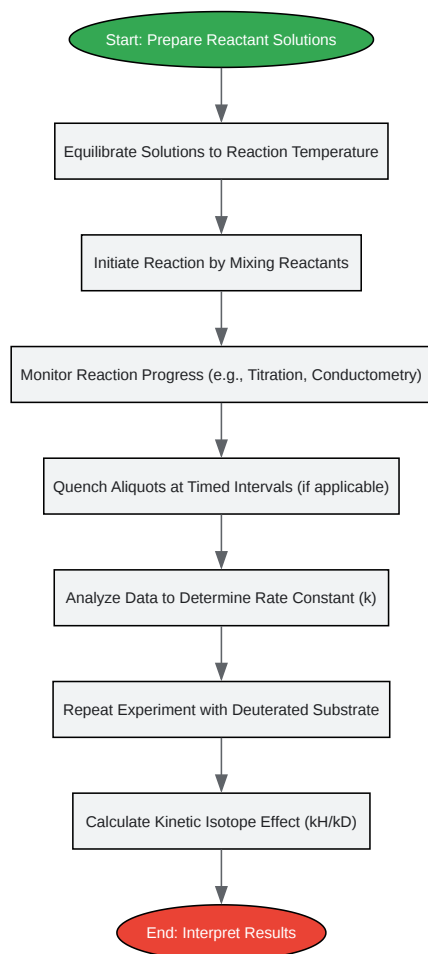 Start: Prepare Reactant Solutions
Equilibrate Solutions to Reaction Temperature
Initiate Reaction by Mixing Reactants
Monitor Reaction Progress (e.g., Titration, Conductometry)
Quench Aliquots at Timed Intervals (if applicable)
Analyze Data to Determine Rate Constant (k)
Repeat Experiment with Deuterated Substrate
Calculate Kinetic Isotope Effect (kH/kD)
End: Interpret Results